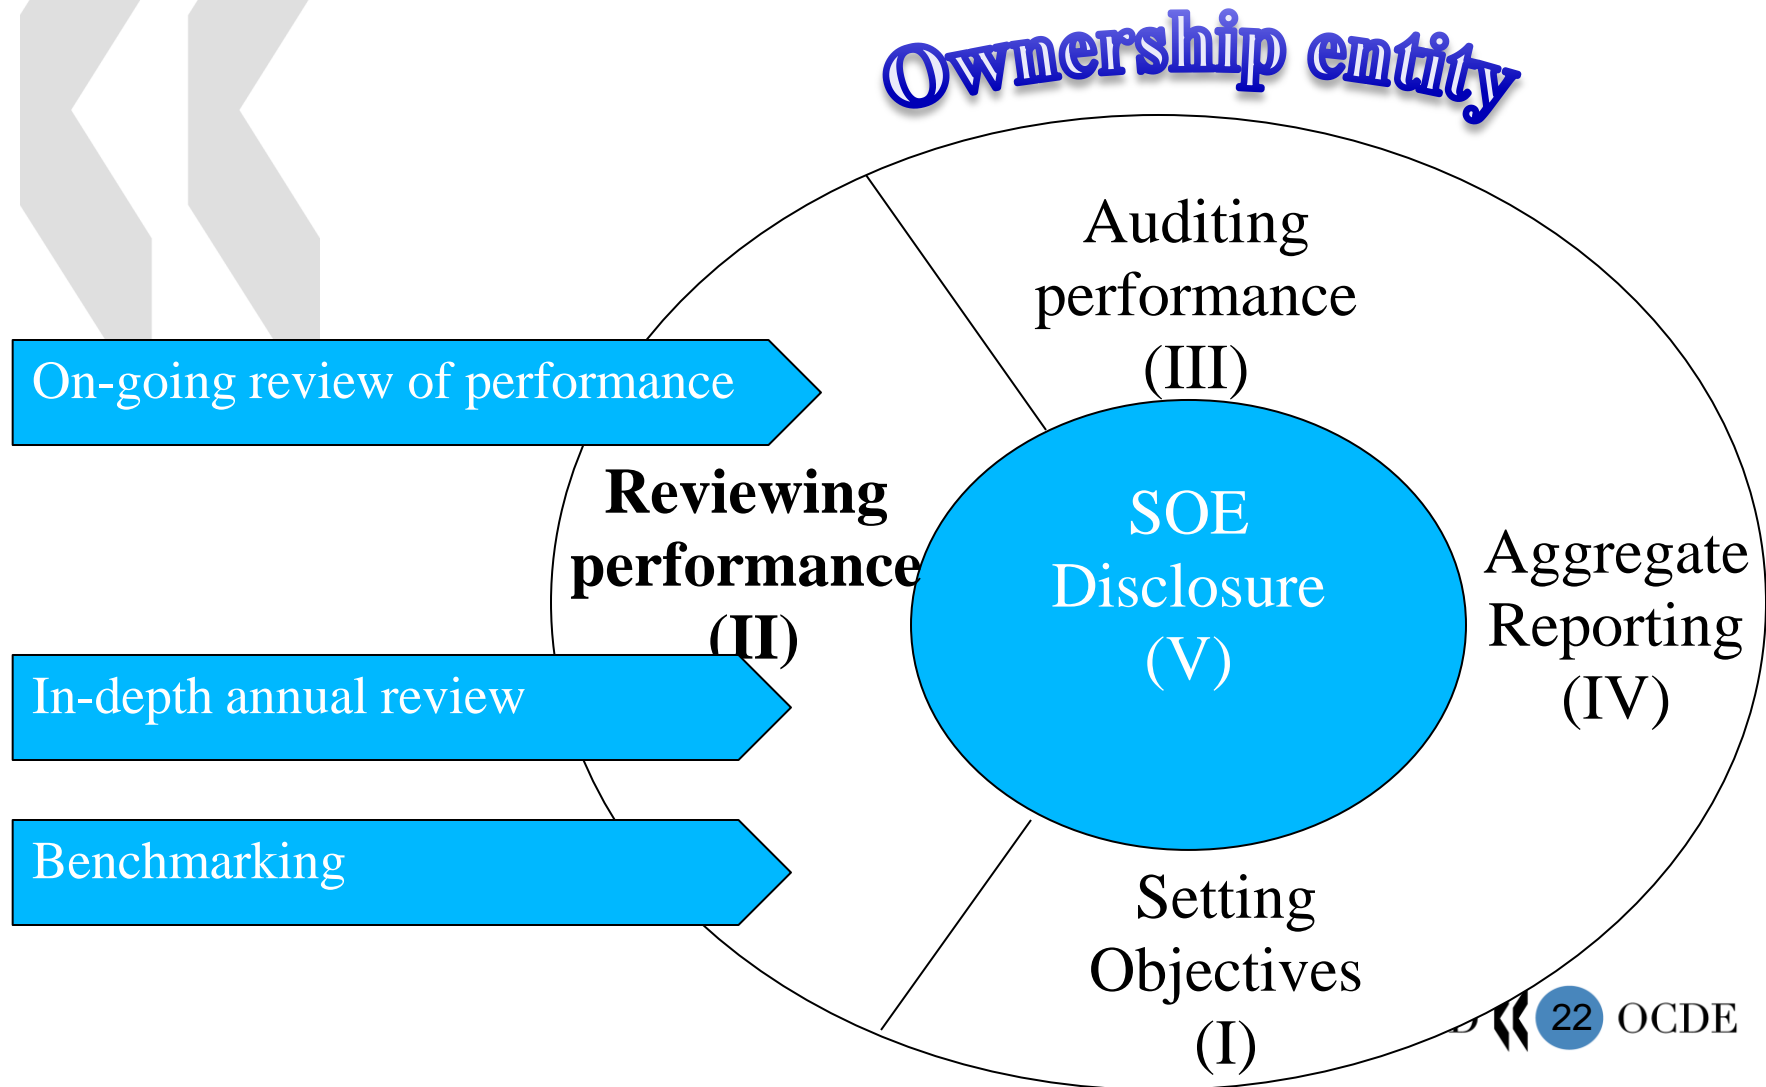 Ownership entity
Auditing
performance
(III)
On-going review of performance
Reviewing
performance
(II)
SOE
Disclosure
(V)
Aggregate
Reporting
(IV)
In-depth annual review
Benchmarking
Setting
Objectives
(I)
22 OCDE